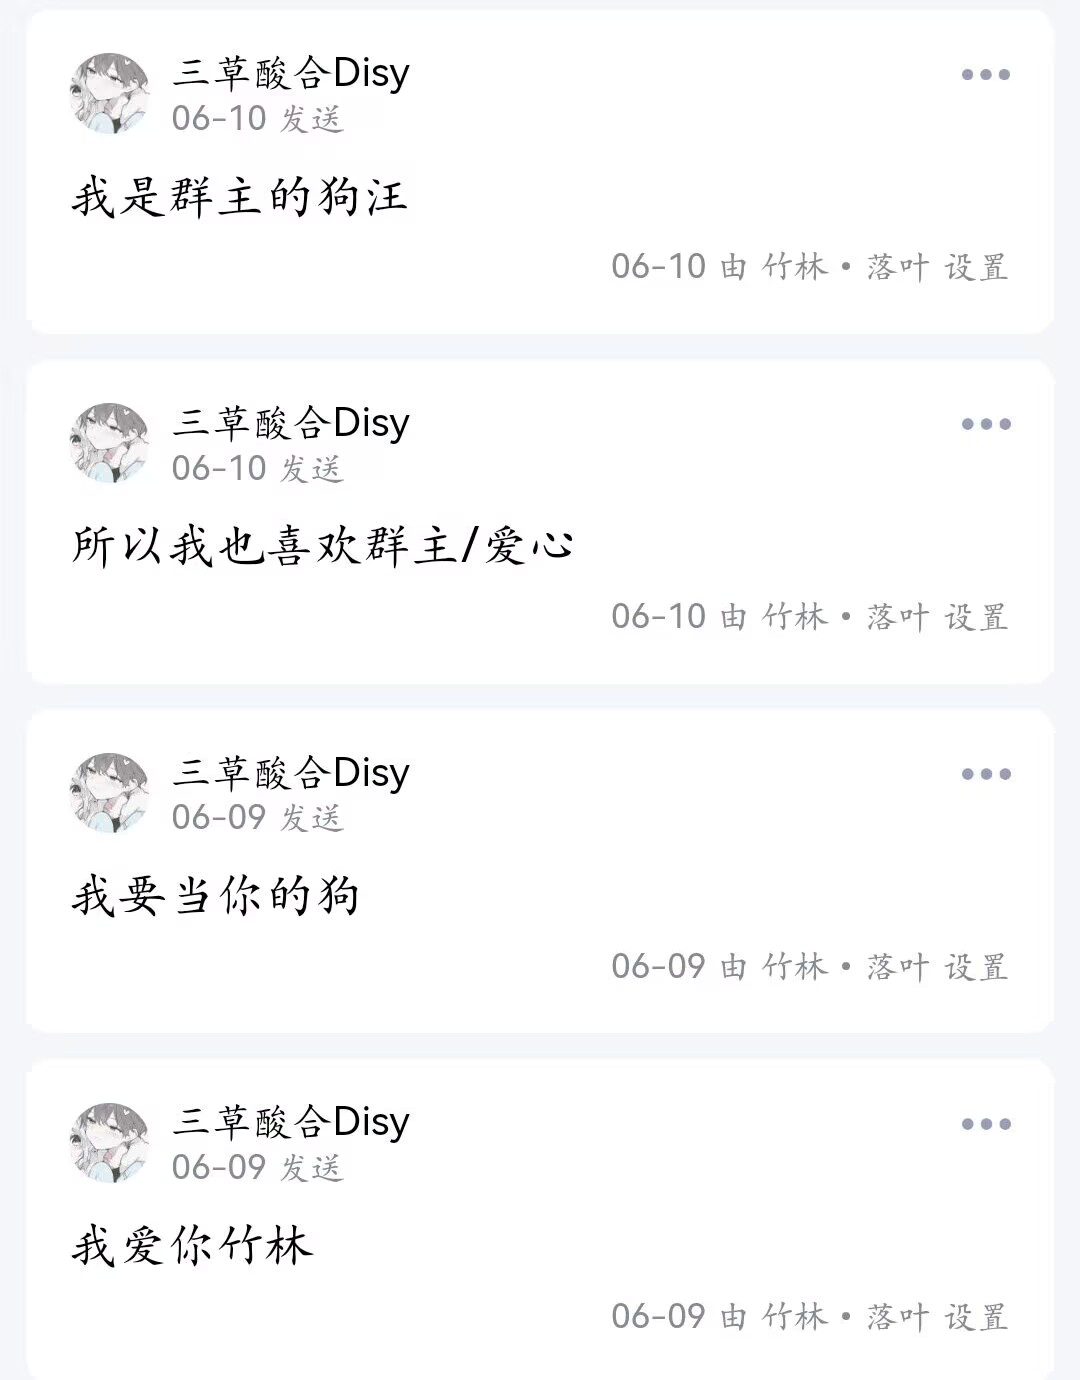 三草酸合Disy
06-10 发送
我是群主的狗汪
06-10 由 竹林·落叶 设置
三草酸合Disy
06-10 发送
所以我也喜欢群主/爱心
06-10 由 竹林·落叶 设置
三草酸合Disy
06-09 发送
我要当你的狗
06-09 由 竹林·落叶 设置
三草酸合Disy
06-09 发送
我爱你竹林
06-09 由 竹林·落叶 设置